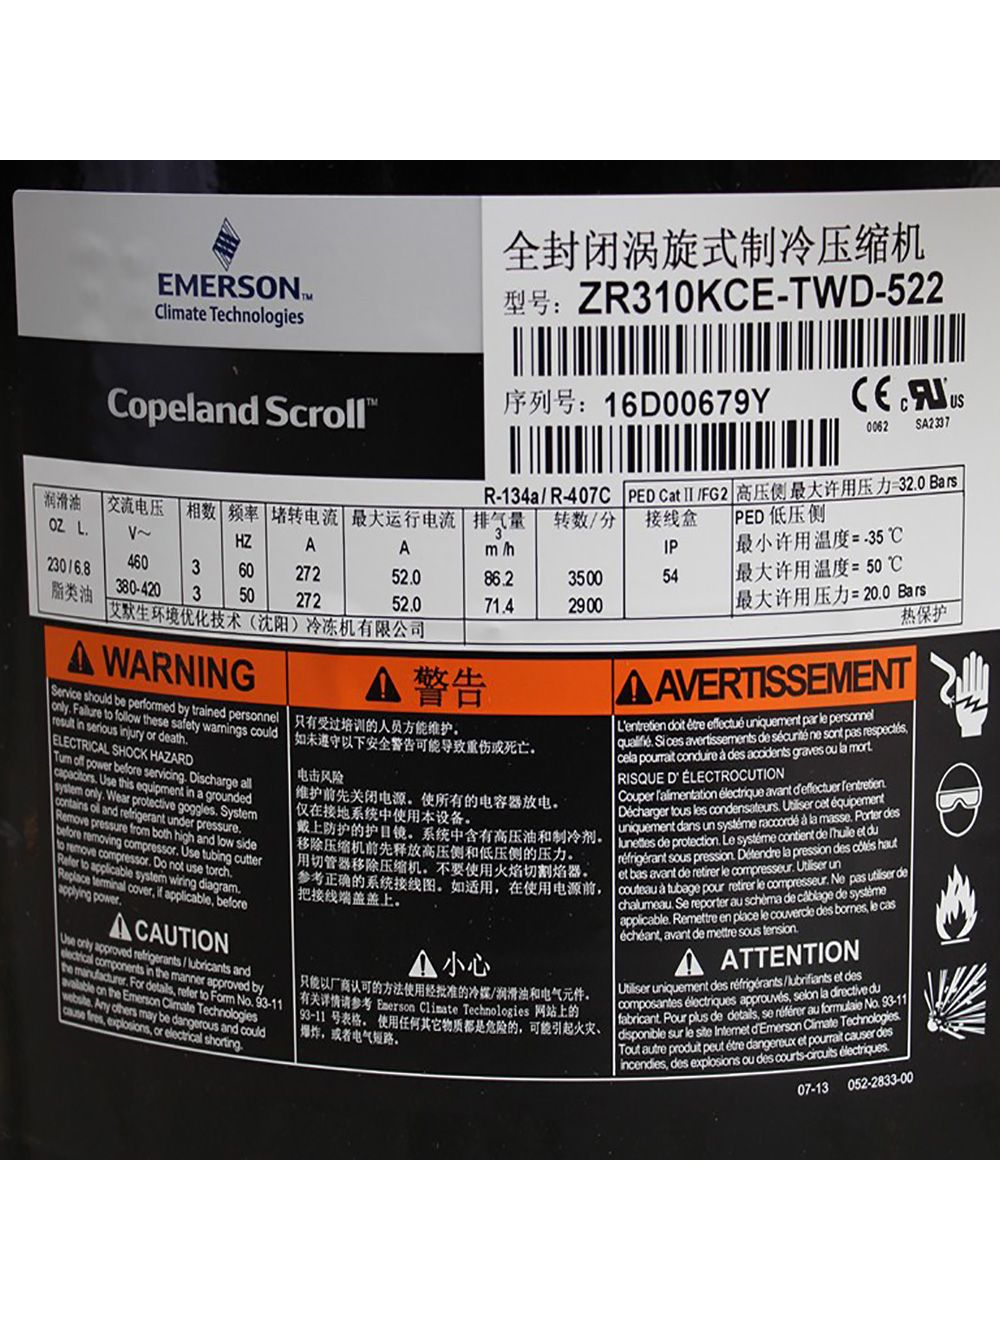 EMERSON™
Climate Technologies
Copeland Scroll™
全封闭涡旋式制冷压缩机
型号: ZR310KCE-TWD-522
序列号: 16D00679Y
CE
0062
c RU US
SA2337
R-134a/ R-407C PED Cat II /FG2 高压侧 最大许用压力=32.0 Bars
润滑油 交流电压 相数 频率 堵转电流 最大运行电流 排气量 转数/分 接线盒 PED 低压侧
OZ L. V～ HZ A A m³/h IP 最小许用温度= -35 ℃
230/6.8 460 3 60 272 52.0 86.2 3500 54 最大许用温度= 50 ℃
脂类油 380-420 3 50 272 52.0 71.4 2900 最大许用压力= 20.0 Bars
艾默生环境优化技术（沈阳）冷冻机有限公司 热保护
WARNING
Service should be performed by trained personnel
only. Failure to follow these safety warnings could
result in serious injury or death.
ELECTRICAL SHOCK HAZARD
Turn off power before servicing. Discharge all
capacitors. Use this equipment in a grounded
system only. Wear protective goggles. System
contains oil and refrigerant under pressure.
Remove pressure from both high and low side
before removing compressor. Use tubing cutter
to remove compressor. Do not use torch.
Refer to applicable system wiring diagram.
Replace terminal cover, if applicable, before
applying power.
CAUTION
Use only approved refrigerants / lubricants and
electrical components in the manner approved by
the manufacturer. For details, refer to Form No. 93-11
available on the Emerson Climate Technologies
website. Any others may be dangerous and could
cause fires, explosions, or electrical shorting.
警告
只有受过培训的人员方能维护。
如未遵守以下安全警告可能导致重伤或死亡。
电击风险
维护前先关闭电源。使所有的电容器放电。
仅在接地系统中使用本设备。
戴上防护的护目镜。系统中含有高压油和制冷剂。
移除压缩机前先释放高压侧和低压侧的压力。
用切管器移除压缩机。不要使用火焰切割焰器。
参考正确的系统接线图。如适用，在使用电源前，
把接线端盖盖上。
小心
只能以厂商认可的方法使用经批准的冷媒/润滑油和电气元件。
有关详情请参考 Emerson Climate Technologies 网站上的
93-11 号表格。 使用任何其它物质都是危险的，可能引起火灾、
爆炸，或者电气短路。
AVERTISSEMENT
L'entretien doit être effectué uniquement par le personnel
qualifié. Si ces avertissements de sécurité ne sont pas respectés,
cela pourrait conduire à des accidents graves ou la mort.
RISQUE D' ÉLECTROCUTION
Couper l'alimentation électrique avant d'effectuer l'entretien.
Décharger tous les condensateurs. Utiliser cet équipement
uniquement dans un système raccordé à la masse. Porter des
lunettes de protection. Le système contient de l'huile et du
réfrigérant sous pression. Détendre la pression des côtés haut
et bas avant de retirer le compresseur. Utiliser un
couteau à tubage pour retirer le compresseur. Ne pas utiliser de
chalumeau. Se reporter au schéma de câblage de système
applicable. Remettre en place le couvercle des bornes, le cas
échéant, avant de mettre sous tension.
ATTENTION
Utiliser uniquement des réfrigérants / lubrifiants et des
composantes électriques approuvés, selon la directive du
fabricant. Pour plus de détails, se référer au formulaire No. 93-11
disponible sur le site Internet d'Emerson Climate Technologies.
Tout autre produit peut être dangereux et pourrait causer des
incendies, des explosions ou des courts-circuits électriques.
07-13 052-2833-00